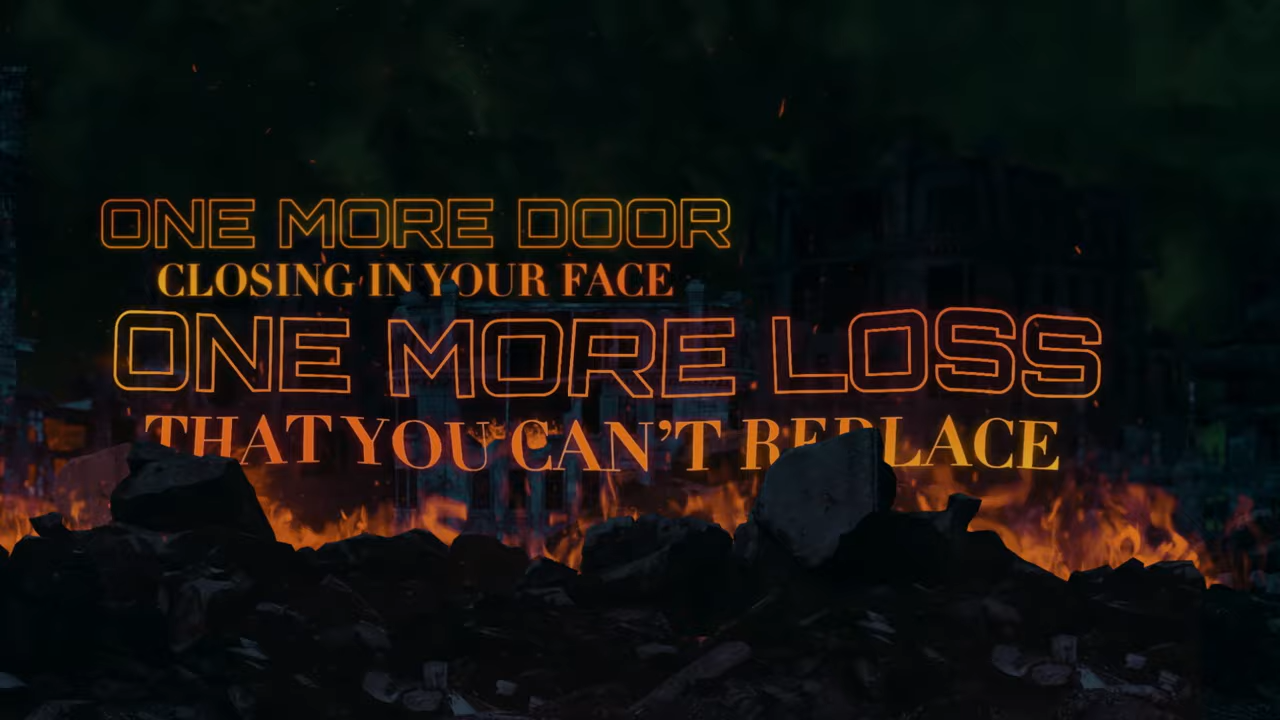 ONE MORE DOOR
CLOSING IN YOUR FACE
ONE MORE LOSS
THAT YOU CAN'T REPLACE